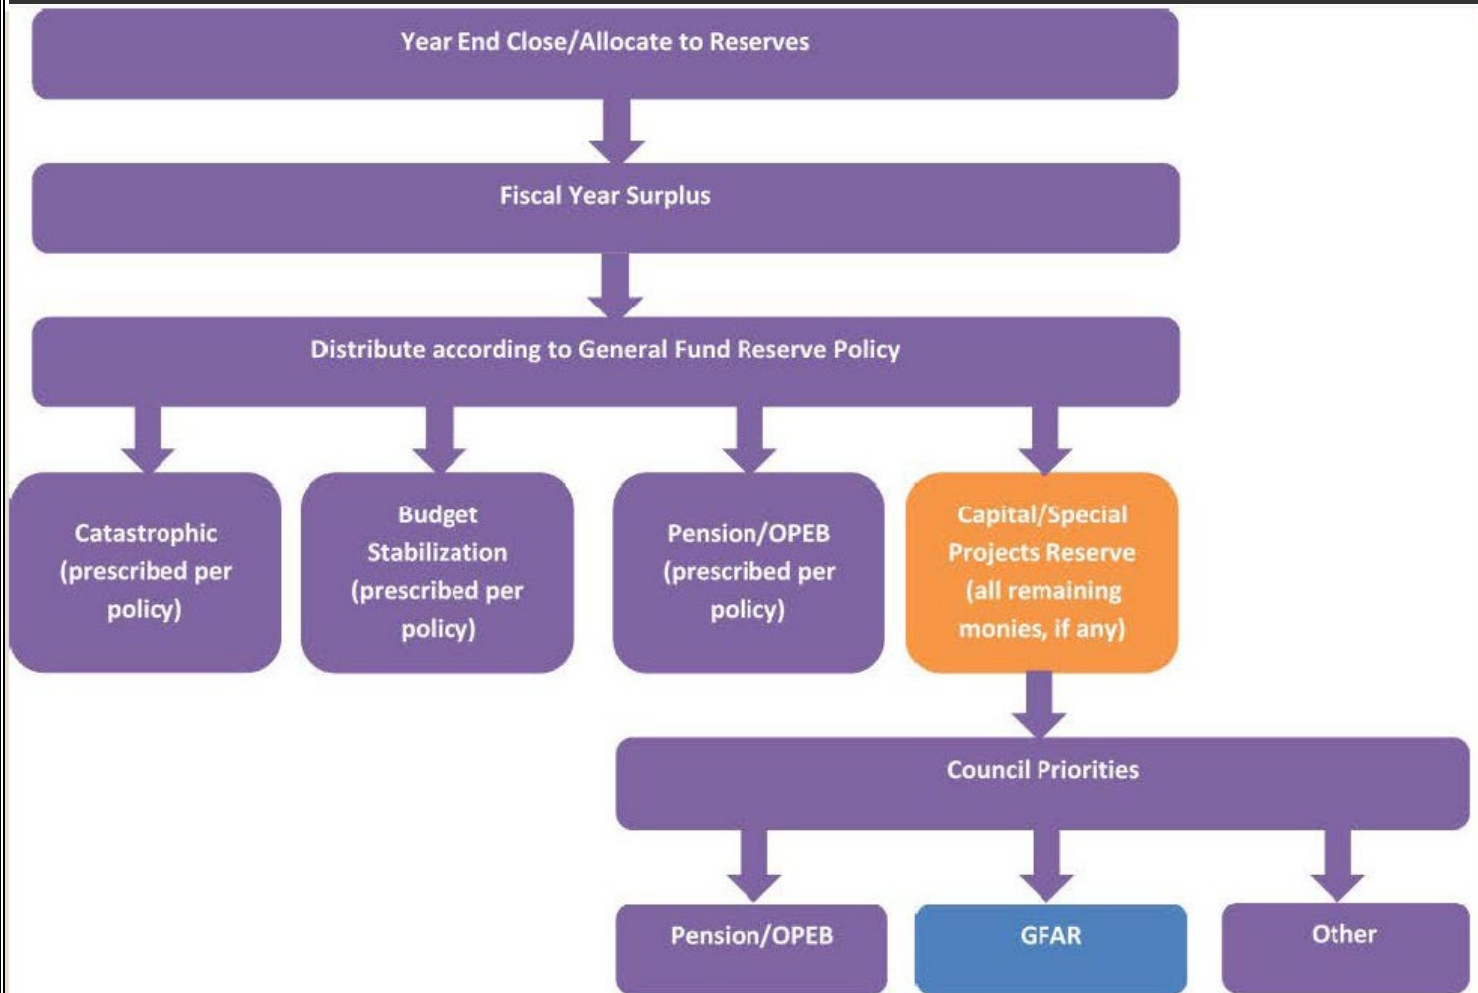 Year End Close/Allocate to Reserves
Fiscal Year Surplus
Distribute according to General Fund Reserve Policy
Catastrophic
(prescribed per
policy)
Budget
Stabilization
(prescribed per
policy)
Pension/OPEB
(prescribed per
policy)
Capital/Special
Projects Reserve
(all remaining
monies, if any)
Council Priorities
Pension/OPEB
GFAR
Other